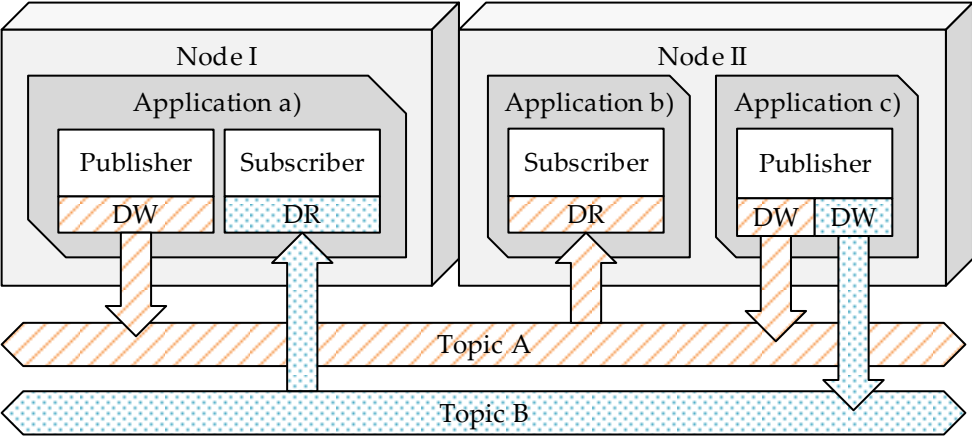 Node I
Application a)
Publisher
DW
Subscriber
DR
Node II
Application b)
Subscriber
DR
Application c)
Publisher
DW
DW
Topic A
Topic B